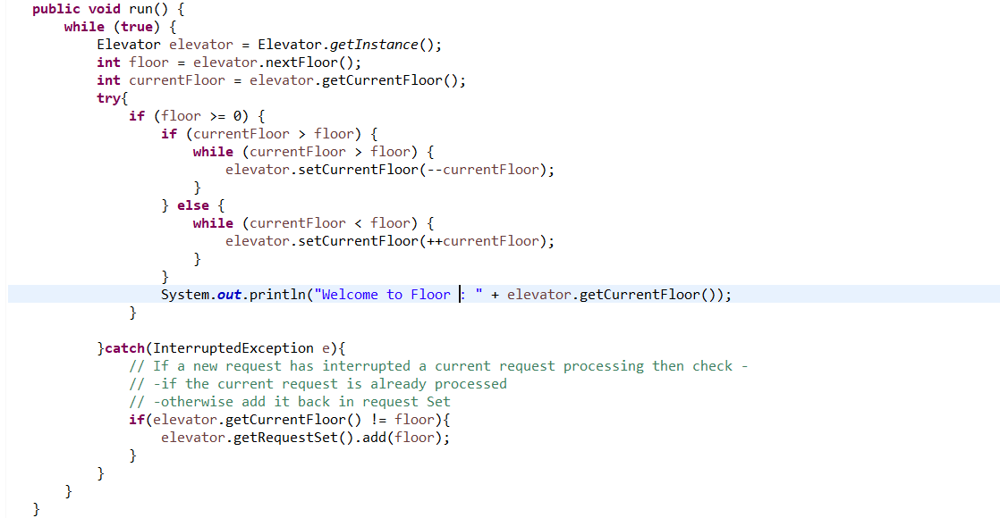 public void run() {
    while (true) {
        Elevator elevator = Elevator.getInstance();
        int floor = elevator.nextFloor();
        int currentFloor = elevator.getCurrentFloor();
        try{
            if (floor >= 0) {
                if (currentFloor > floor) {
                    while (currentFloor > floor) {
                        elevator.setCurrentFloor(--currentFloor);
                    }
                } else {
                    while (currentFloor < floor) {
                        elevator.setCurrentFloor(++currentFloor);
                    }
                }
                System.out.println("Welcome to Floor : " + elevator.getCurrentFloor());
            }

        }catch(InterruptedException e){
            // If a new request has interrupted a current request processing then check -
            // -if the current request is already processed
            // -otherwise add it back in request Set
            if(elevator.getCurrentFloor() != floor){
                elevator.getRequestSet().add(floor);
            }
        }
    }
}